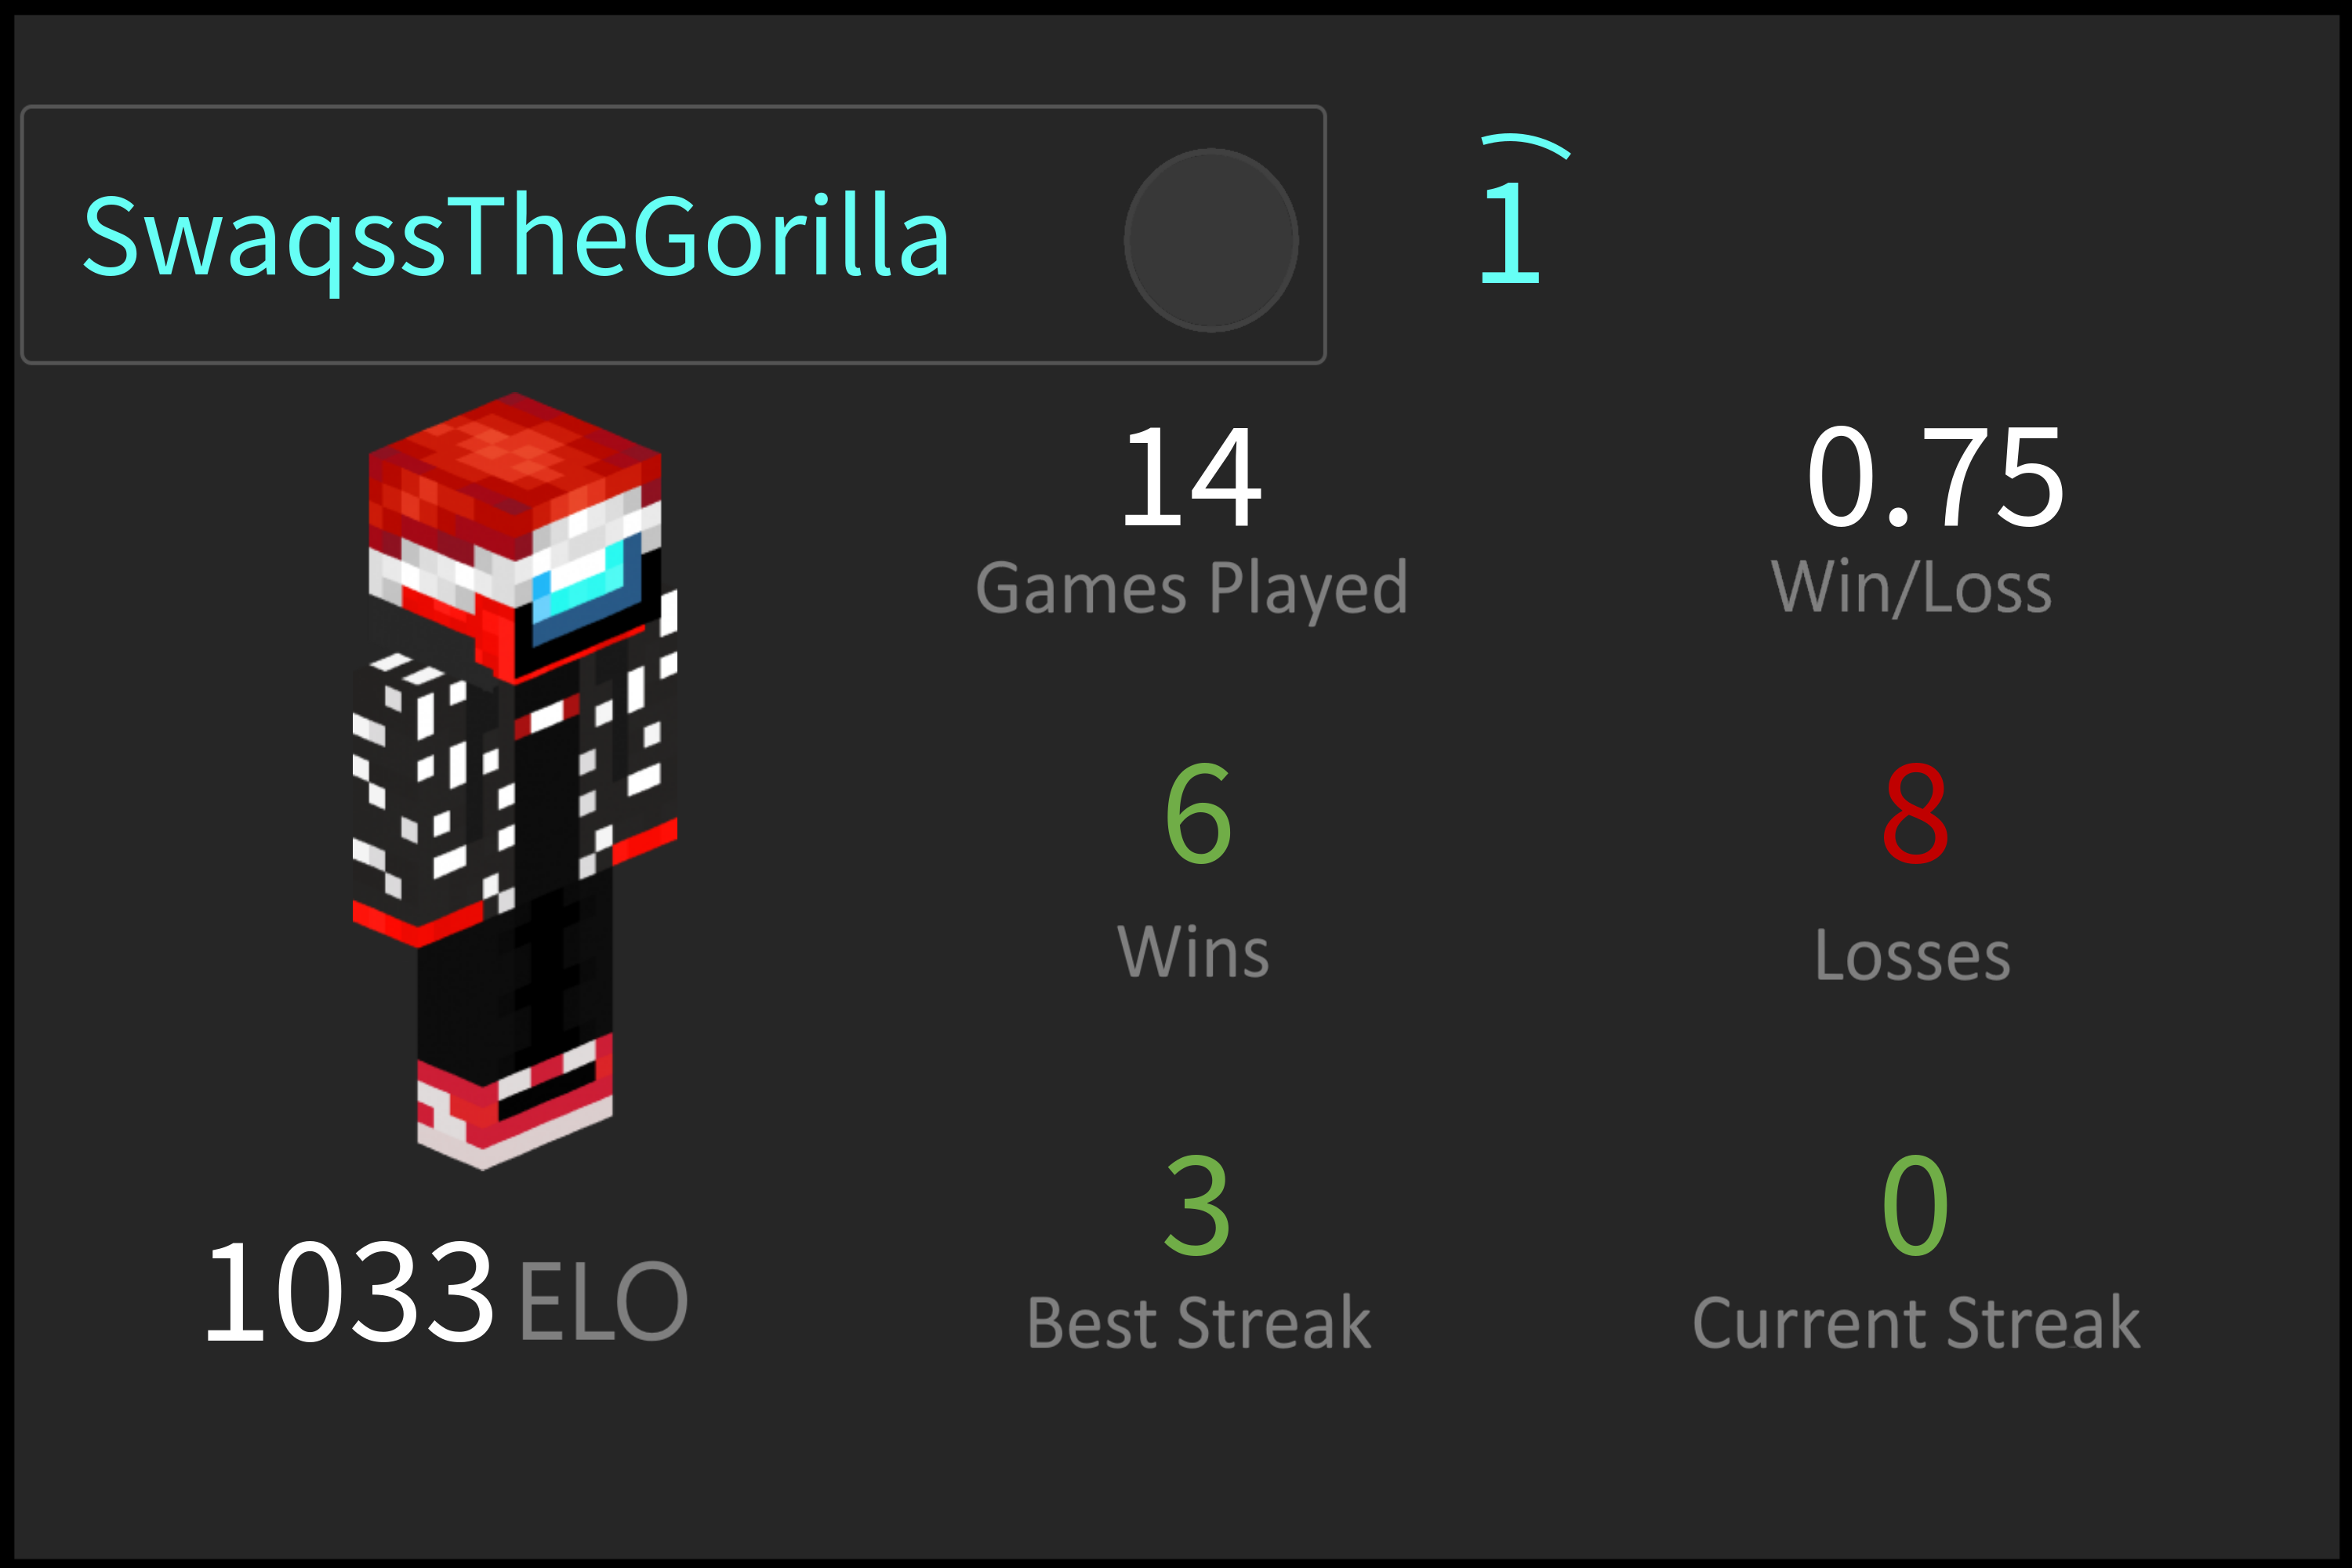 SwaqssTheGorilla
1
14
0.75
Games Played
Win/Loss
6
8
Wins
Losses
3
0
1033 ELO
Best Streak
Current Streak